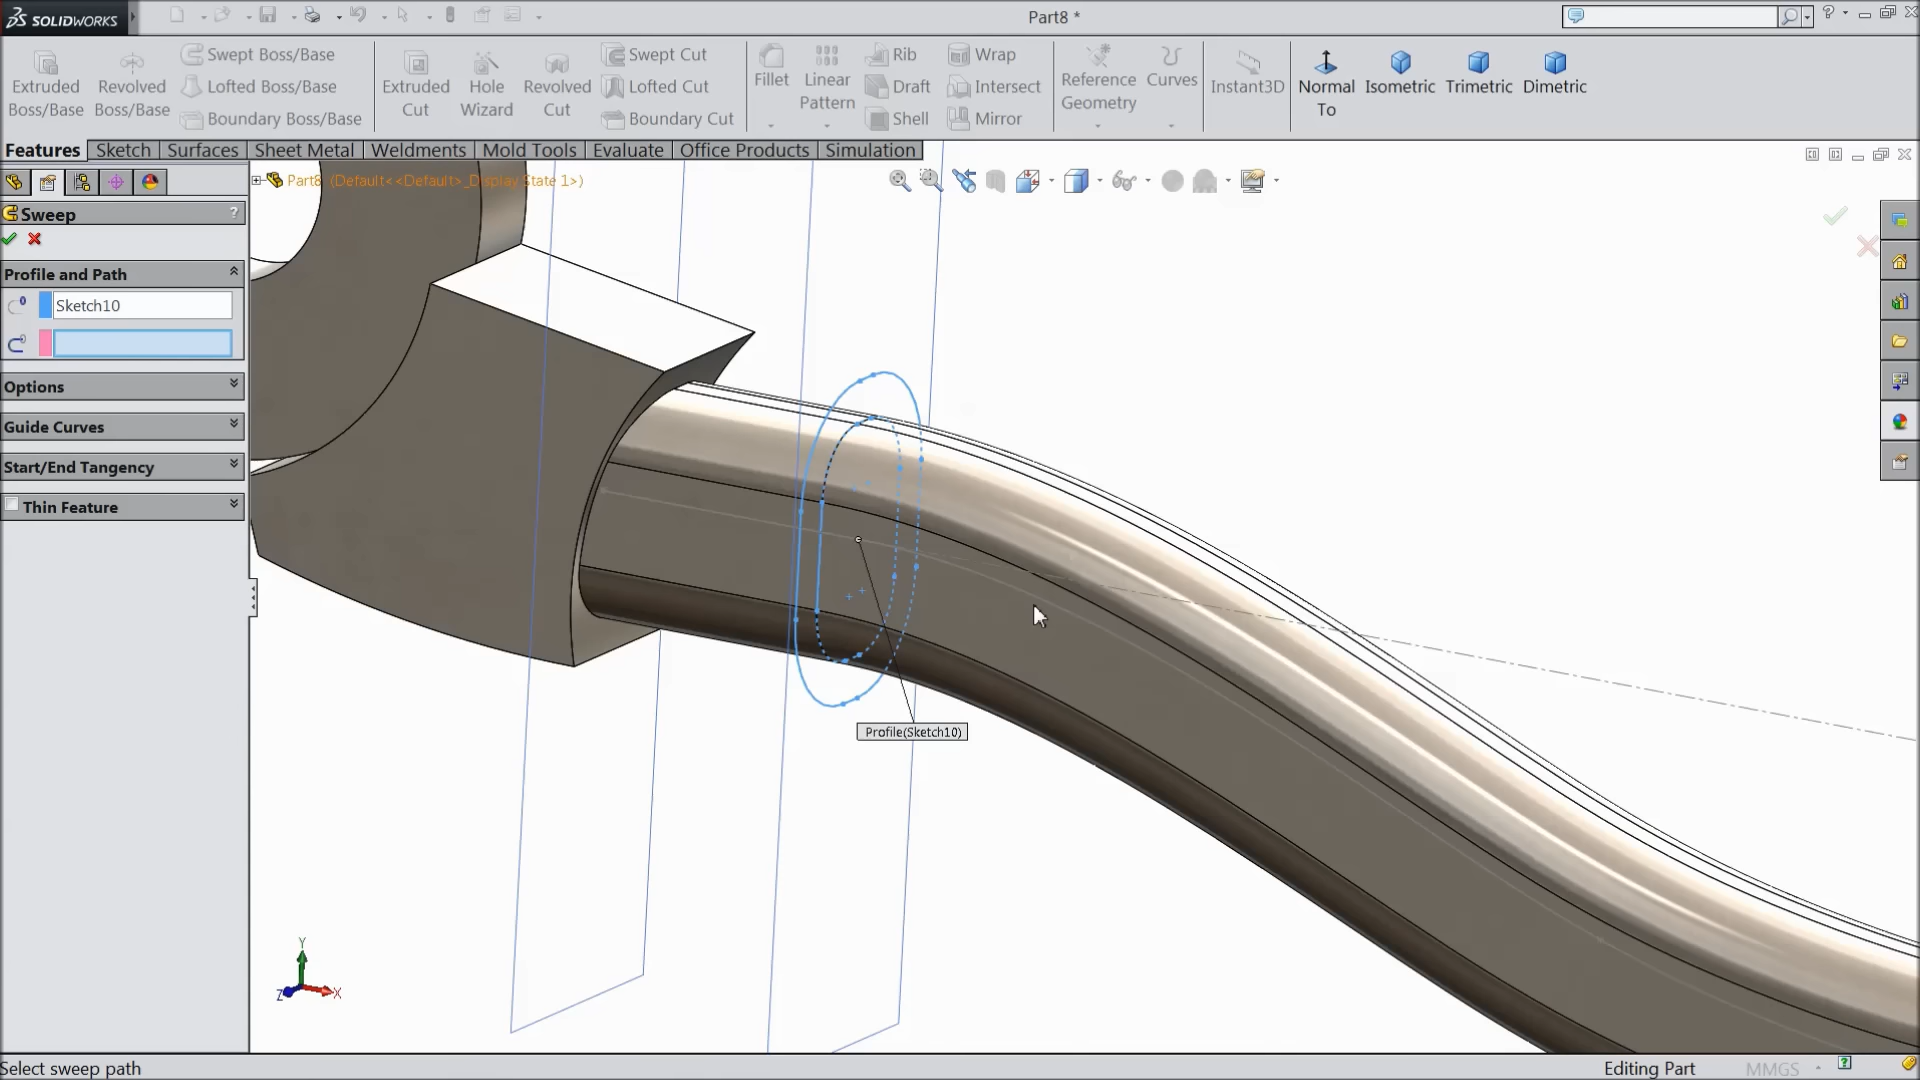 SOLIDWORKS
Part8 *
?
Extruded
Boss/Base
Revolved
Boss/Base
Swept Boss/Base
Lofted Boss/Base
Boundary Boss/Base
Extruded
Cut
Hole
Wizard
Revolved
Cut
Swept Cut
Lofted Cut
Boundary Cut
Fillet
Linear
Pattern
Rib
Draft
Shell
Wrap
Intersect
Mirror
Reference
Geometry
Curves
Instant3D
Normal
To
Isometric
Trimetric
Dimetric
Features Sketch Surfaces Sheet Metal Weldments Mold Tools Evaluate Office Products Simulation
Part8 (Default<<Default>_Display State 1>)
Sweep ?
Profile and Path
Sketch10
Options
Guide Curves
Start/End Tangency
Thin Feature
Profile(Sketch10)
Y
Z X
Select sweep path
Editing Part
MMGS
?